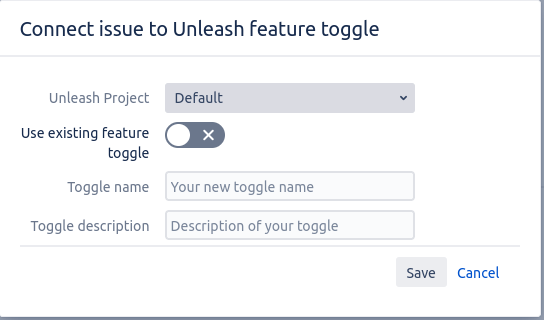 Connect issue to Unleash feature toggle
Unleash Project
Default
Use existing feature
toggle
Toggle name
Your new toggle name
Toggle description
Description of your toggle
Save
Cancel